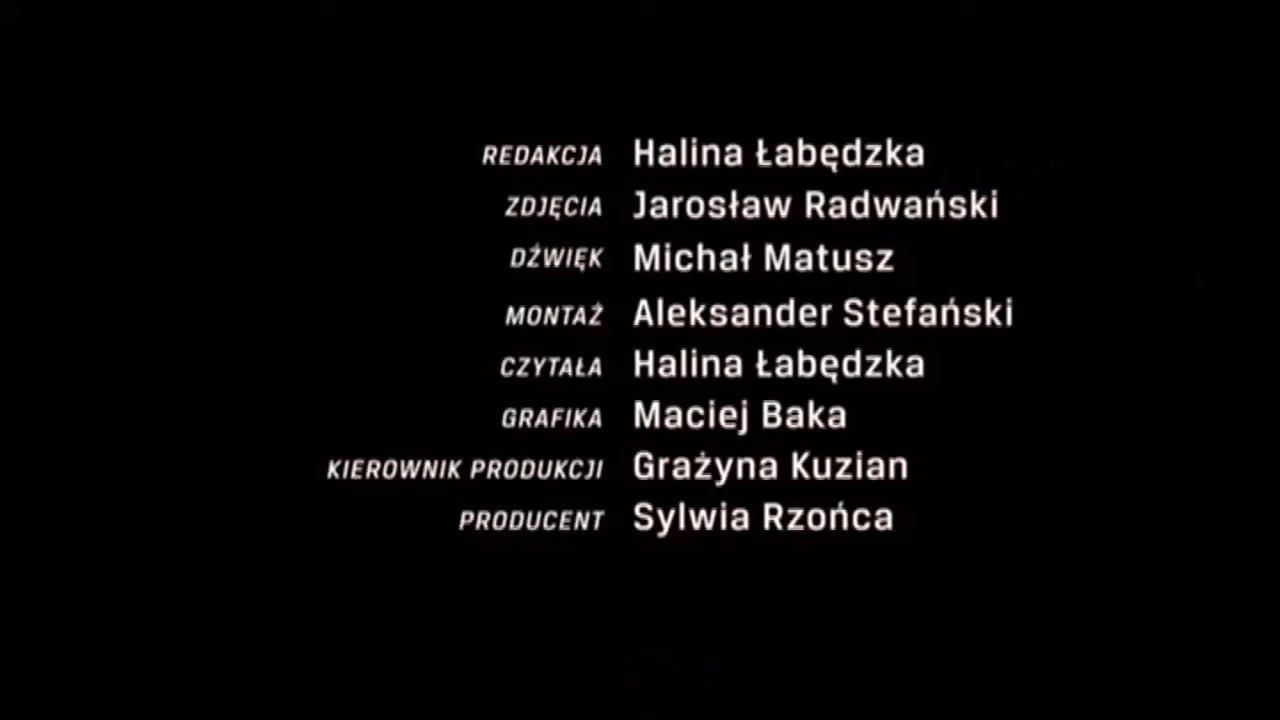 REDAKCJA Halina Łabędzka
ZDJĘCIA Jarosław Radwański
DŹWIĘK Michał Matusz
MONTAŻ Aleksander Stefański
CZYTAŁA Halina Łabędzka
GRAFIKA Maciej Baka
KIEROWNIK PRODUKCJI Grażyna Kuzian
PRODUCENT Sylwia Rzońca